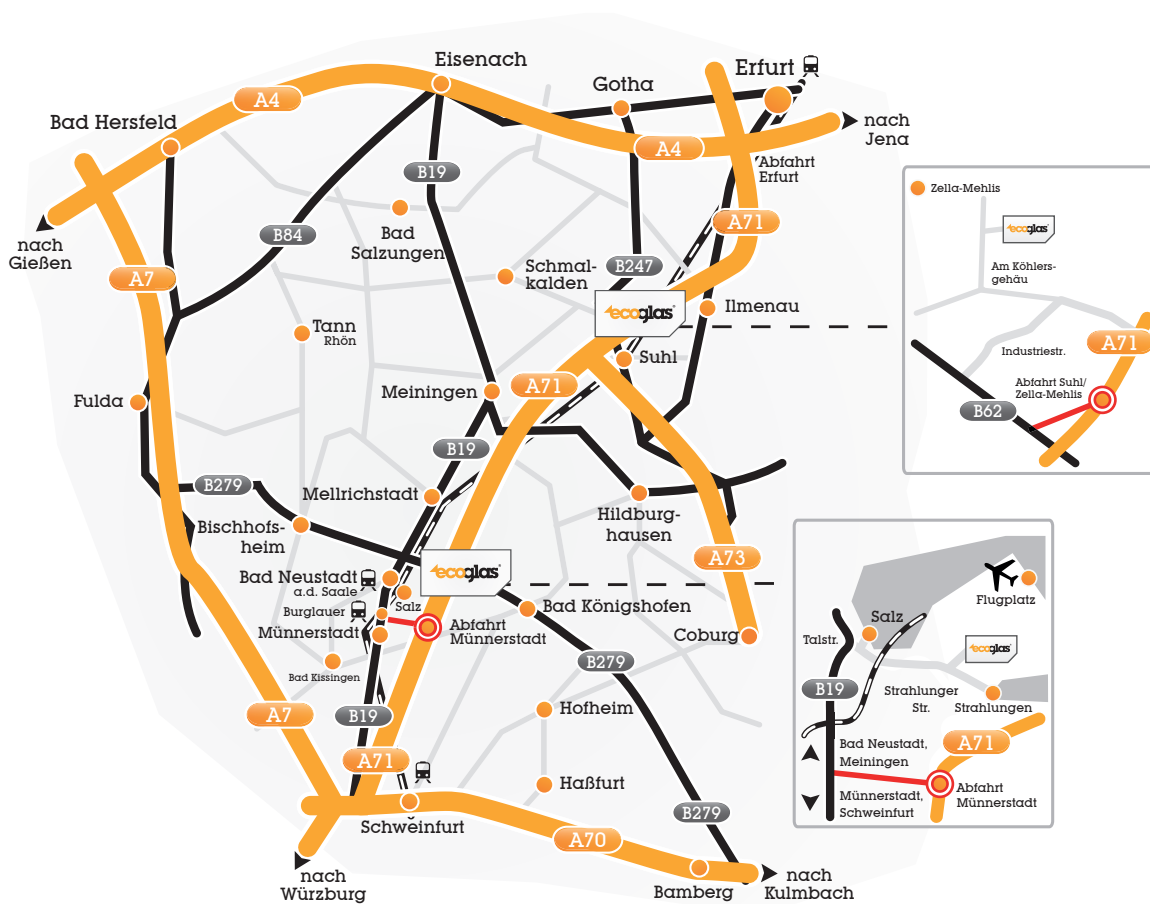 Eisenach
Erfurt
Gotha
A4
Bad Hersfeld
nach
Jena
A4
Abfahrt
Erfurt
B19
Bad
Salzungen
A71
B84
nach
Gießen
A7
B247
Schmal-
kalden
ecoglas®
Ilmenau
Tann
Rhön
Suhl
Meiningen
A71
Fulda
B19
B279
Mellrichstadt
Bischhofs-
heim
Hildburg-
hausen
A73
Bad Neustadt
a.d. Saale
ecoglas®
Salz
Burglauer
Bad Königshofen
Münnerstadt
Abfahrt
Münnerstadt
Coburg
Bad Kissingen
B279
A7
B19
Hofheim
A71
Haßfurt
B279
Schweinfurt
A70
nach
Würzburg
Bamberg
nach
Kulmbach
Zella-Mehlis
ecoglas®
Am Köhlers-
gehäu
Industriestr.
A71
Abfahrt Suhl/
Zella-Mehlis
B62
Flugplatz
Salz
Talstr.
ecoglas®
B19
Strahlunger
Str.
Strahlungen
Bad Neustadt,
Meiningen
A71
Münnerstadt,
Schweinfurt
Abfahrt
Münnerstadt